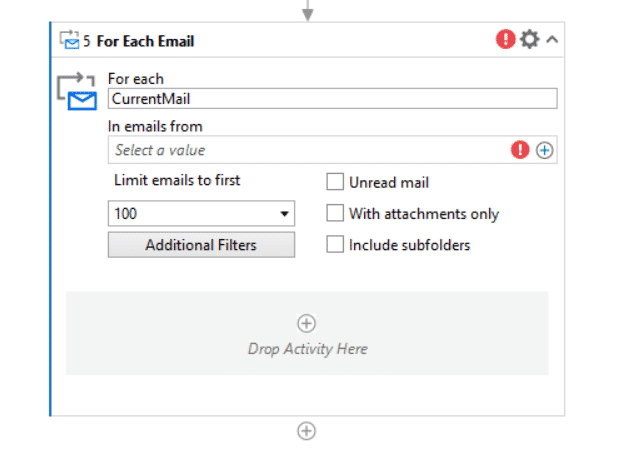 5 For Each Email
For each
CurrentMail
In emails from
Select a value
Limit emails to first
Unread mail
100
With attachments only
Additional Filters
Include subfolders
Drop Activity Here